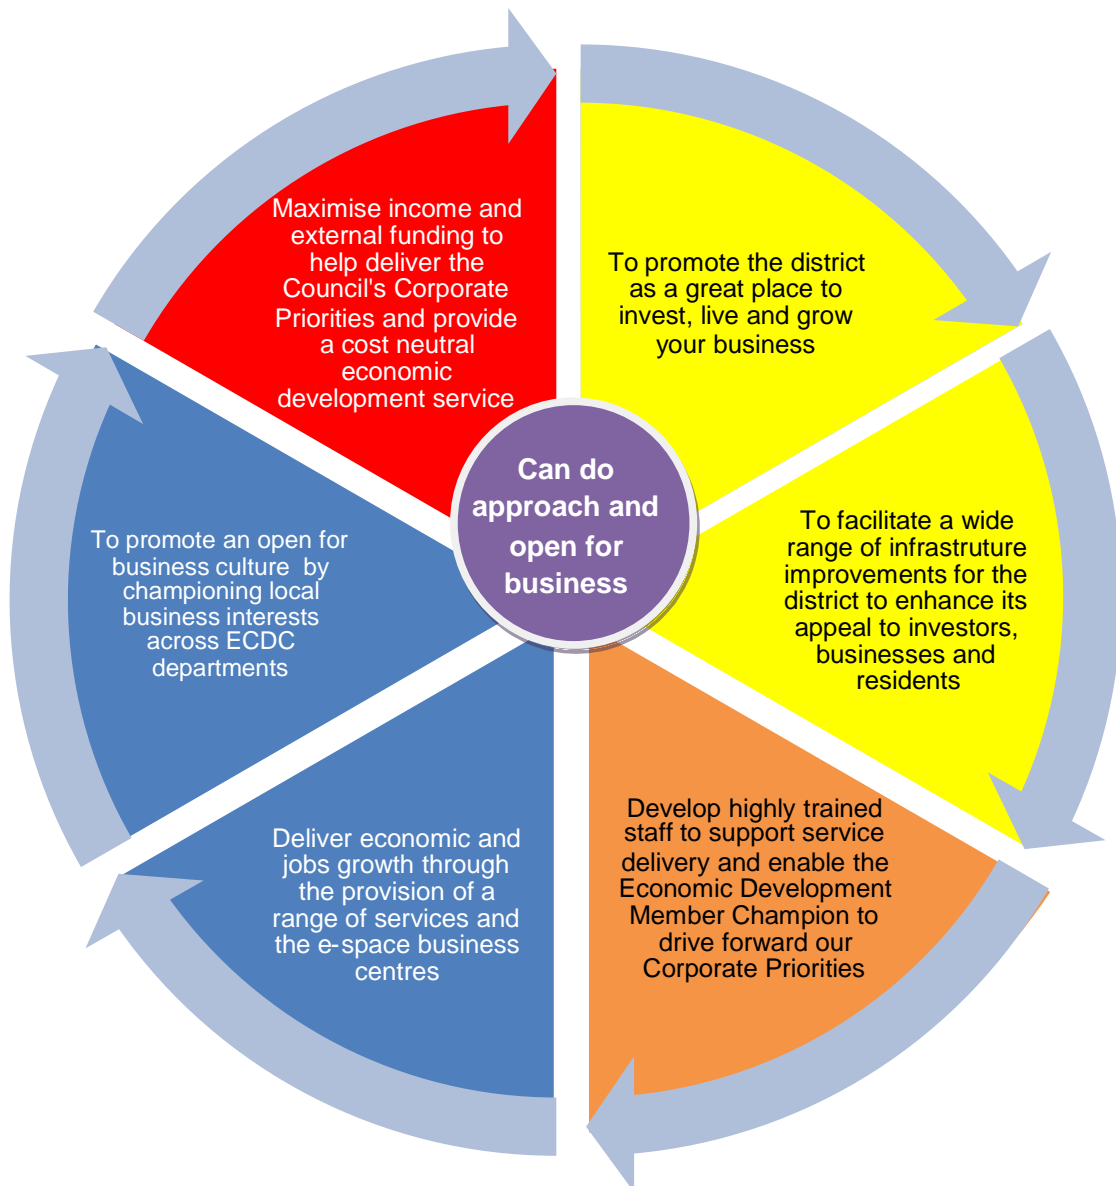 Maximise income and
external funding to
help deliver the
Council's Corporate
Priorities and provide
a cost neutral
economic
development service
To promote the district
as a great place to
invest, live and grow
your business
To facilitate a wide
range of infrastruture
improvements for the
district to enhance its
appeal to investors,
businesses and
residents
Develop highly trained
staff to support service
delivery and enable the
Economic Development
Member Champion to
drive forward our
Corporate Priorities
Deliver economic and
jobs growth through
the provision of a
range of services and
the e-space business
centres
To promote an open for
business culture by
championing local
business interests
across ECDC
departments
Can do
approach and
open for
business